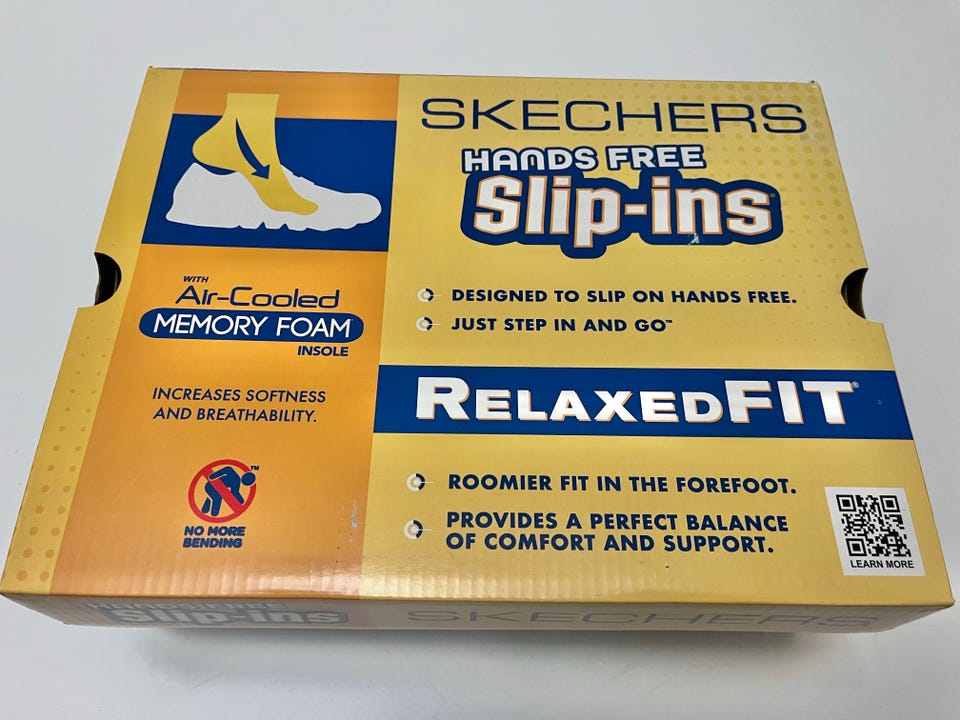 SKECHERS
HANDS FREE
Slip-ins®
DESIGNED TO SLIP ON HANDS FREE.
JUST STEP IN AND GO™
WITH
Air-Cooled
MEMORY FOAM
INSOLE
INCREASES SOFTNESS
AND BREATHABILITY.
™
NO MORE
BENDING
RELAXEDFIT®
ROOMIER FIT IN THE FOREFOOT.
PROVIDES A PERFECT BALANCE
OF COMFORT AND SUPPORT.
LEARN MORE
HANDS FREE
Slip-ins
SKECHERS